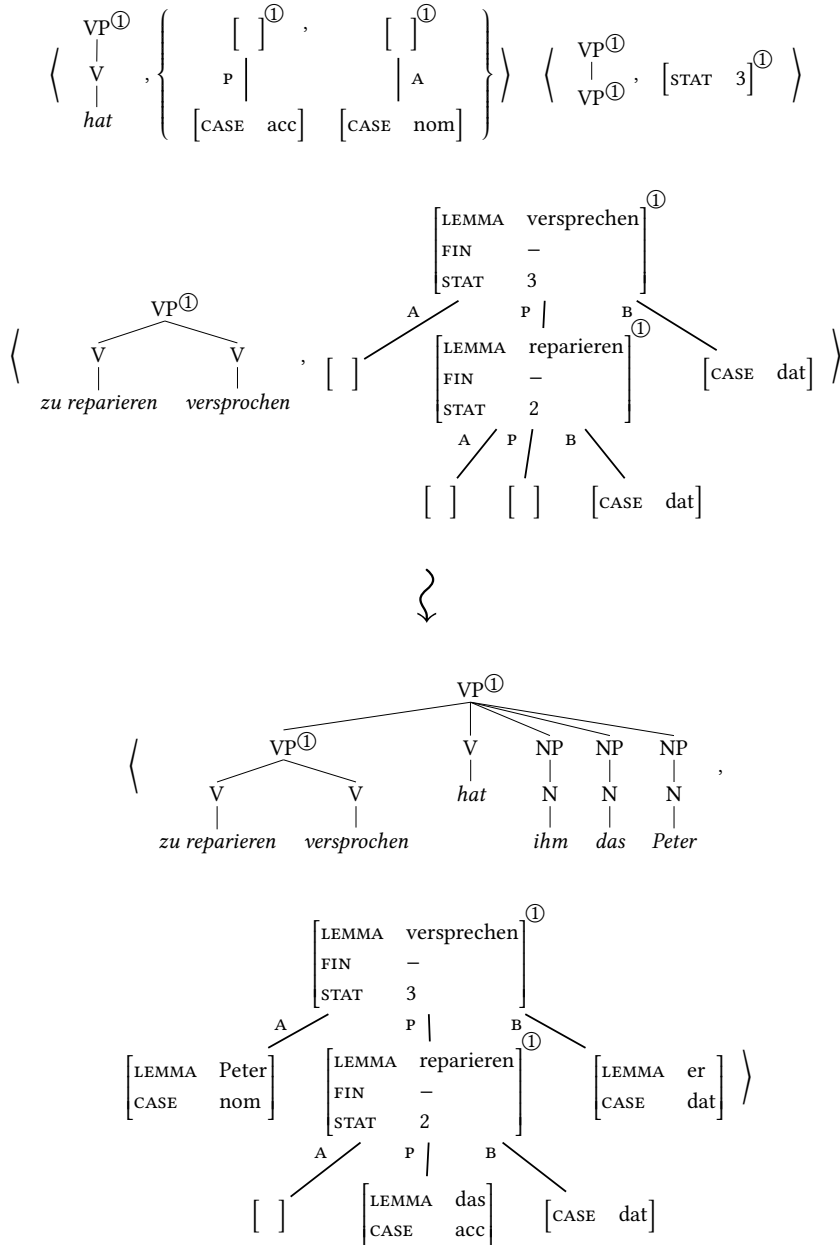 VP① [ ]① , [ ]① VP①
⟨ V , { P A } ⟩ ⟨ VP① , [STAT 3]① ⟩
hat [CASE acc] [CASE nom]
[LEMMA versprechen]①
FIN –
STAT 3
VP① A P B
⟨ V V , [ ] [LEMMA reparieren]① [CASE dat] ⟩
zu reparieren versprochen FIN –
STAT 2
A P B
[ ] [ ] [CASE dat]
VP①
⟨ VP① V NP NP NP ,
V V hat N N N
zu reparieren versprochen ihm das Peter
[LEMMA versprechen]①
FIN –
STAT 3
A P B
[LEMMA Peter] [LEMMA reparieren]① [LEMMA er] ⟩
[CASE nom] FIN – [CASE dat]
STAT 2
A P B
[ ] [LEMMA das] [CASE dat]
[CASE acc]